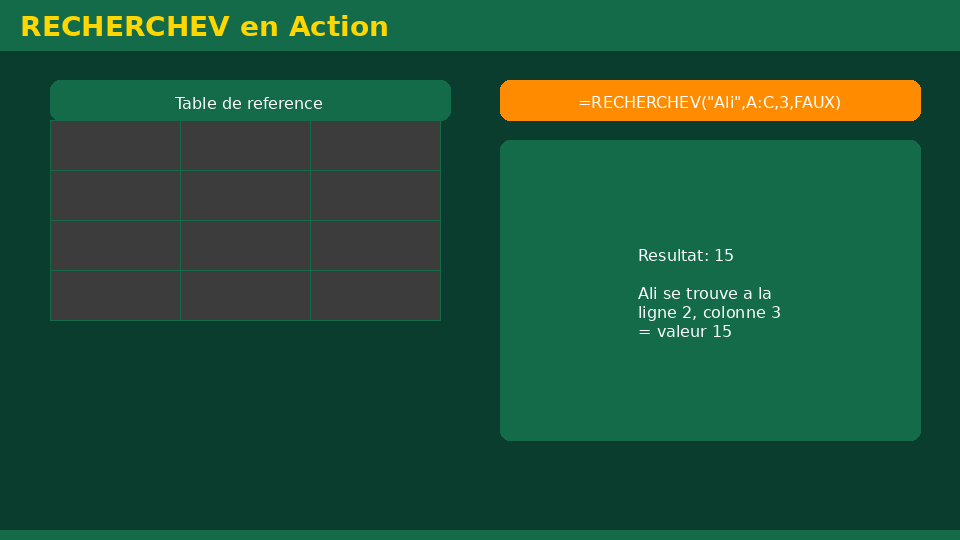 RECHERCHEV en Action
Table de reference
=RECHERCHEV("Ali",A:C,3,FAUX)
Resultat: 15
Ali se trouve a la
ligne 2, colonne 3
= valeur 15